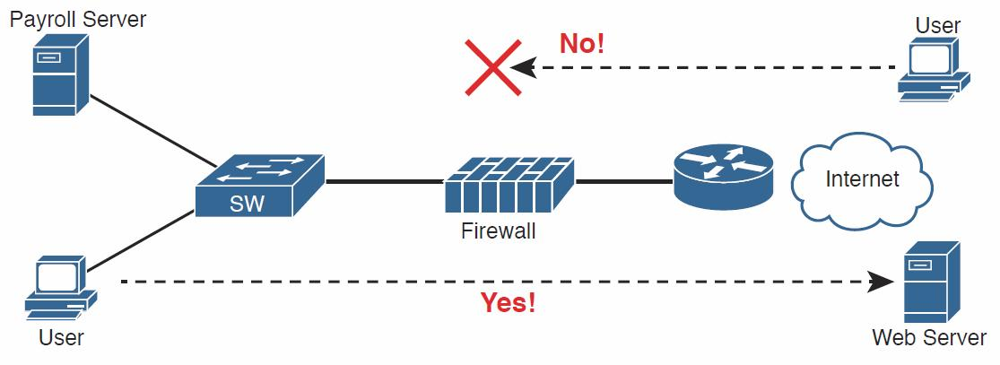 Payroll Server
No!
User
SW
Firewall
Internet
Yes!
User
Web Server